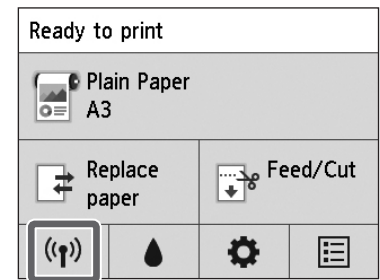 Ready to print
Plain Paper
A3
Replace
paper
Feed/Cut